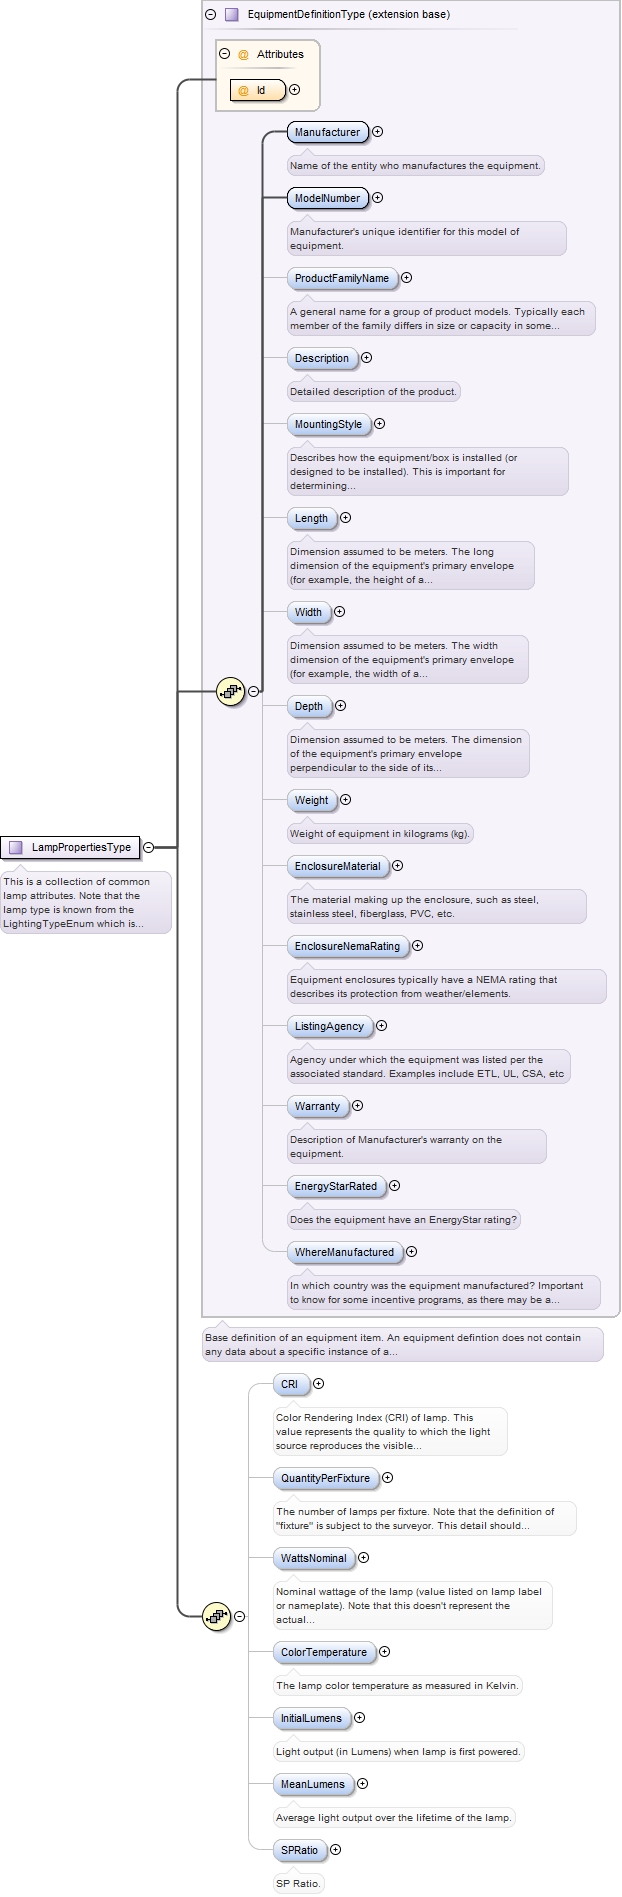 EquipmentDefinitionType (extension base)
@ Attributes
@ Id
Manufacturer
Name of the entity who manufactures the equipment.
ModelNumber
Manufacturer's unique identifier for this model of
equipment.
ProductFamilyName
A general name for a group of product models. Typically each
member of the family differs in size or capacity in some...
Description
Detailed description of the product.
MountingStyle
Describes how the equipment/box is installed (or
designed to be installed). This is important for
determining...
Length
Dimension assumed to be meters. The long
dimension of the equipment's primary envelope
(for example, the height of a...
Width
Dimension assumed to be meters. The width
dimension of the equipment's primary envelope
(for example, the width of a...
Depth
Dimension assumed to be meters. The dimension
of the equipment's primary envelope
perpendicular to the side of its...
Weight
Weight of equipment in kilograms (kg).
LampPropertiesType
This is a collection of common
lamp attributes. Note that the
lamp type is known from the
LightingTypeEnum which is...
EnclosureMaterial
The material making up the enclosure, such as steel,
stainless steel, fiberglass, PVC, etc.
EnclosureNemaRating
Equipment enclosures typically have a NEMA rating that
describes its protection from weather/elements.
ListingAgency
Agency under which the equipment was listed per the
associated standard. Examples include ETL, UL, CSA, etc
Warranty
Description of Manufacturer's warranty on the
equipment.
EnergyStarRated
Does the equipment have an EnergyStar rating?
WhereManufactured
In which country was the equipment manufactured? Important
to know for some incentive programs, as there may be a...
Base definition of an equipment item. An equipment defintion does not contain
any data about a specific instance of a...
CRI
Color Rendering Index (CRI) of lamp. This
value represents the quality to which the light
source reproduces the visible...
QuantityPerFixture
The number of lamps per fixture. Note that the definition of
"fixture" is subject to the surveyor. This detail should...
WattsNominal
Nominal wattage of the lamp (value listed on lamp label
or nameplate). Note that this doesn't represent the
actual...
ColorTemperature
The lamp color temperature as measured in Kelvin.
InitialLumens
Light output (in Lumens) when lamp is first powered.
MeanLumens
Average light output over the lifetime of the lamp.
SPRatio
SP Ratio.